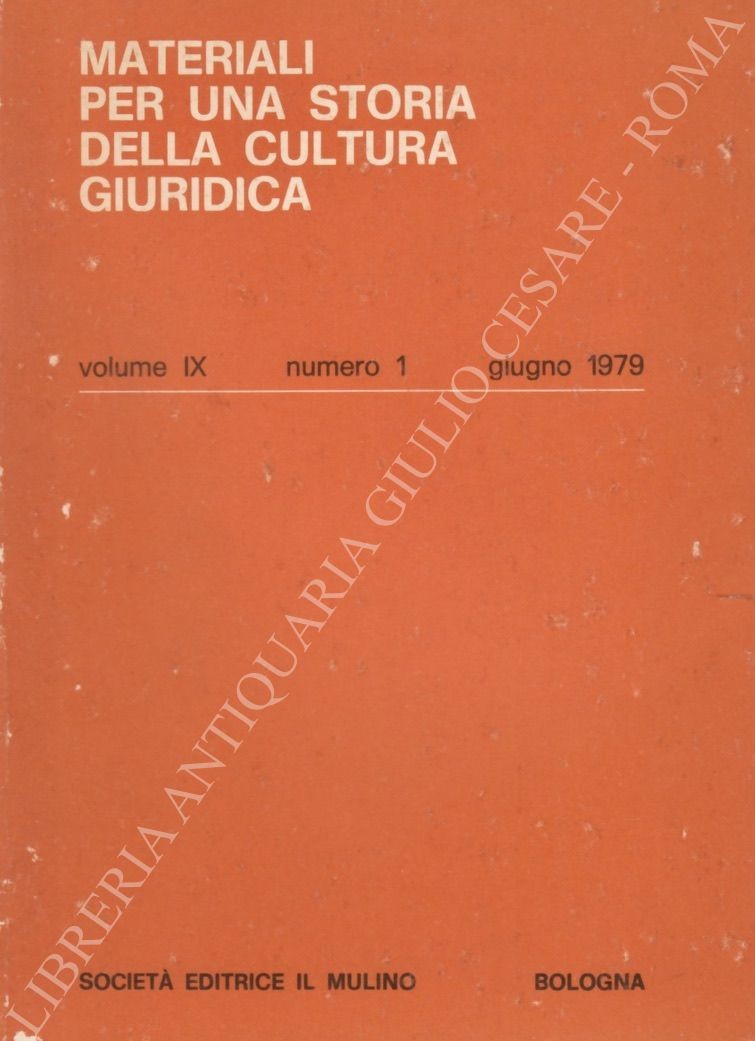 MATERIALI
PER UNA STORIA
DELLA CULTURA
GIURIDICA
volume IX numero 1 giugno 1979
LIBRERIA ANTIQUARIA GIULIO CESARE - ROMA
SOCIETÀ EDITRICE IL MULINO BOLOGNA